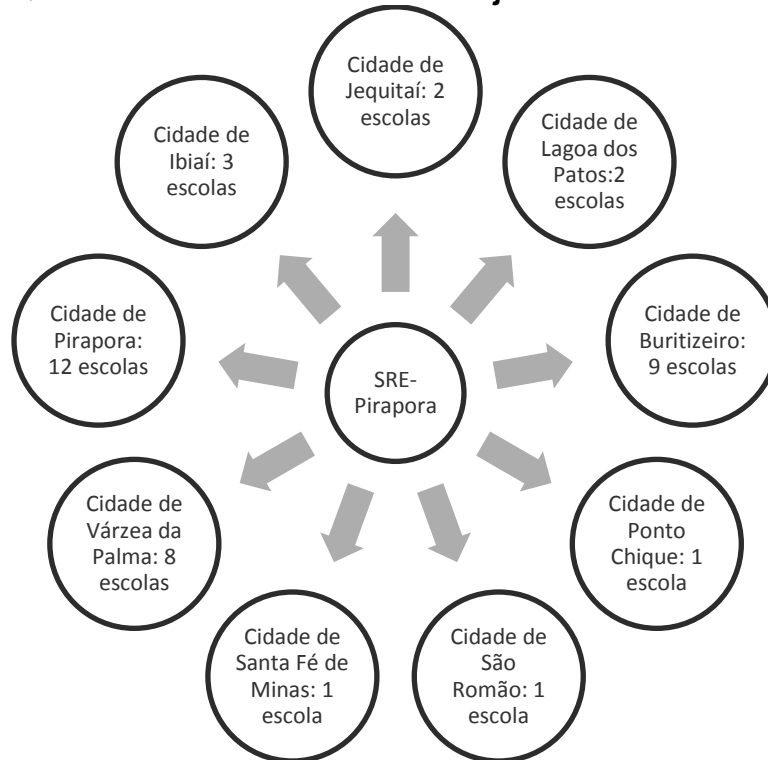 Cidade de
Jequitaí: 2
escolas
Cidade de
Lagoa dos
Patos:2
escolas
Cidade de
Buritizeiro:
9 escolas
Cidade de
Ponto
Chique: 1
escola
Cidade de
São
Romão: 1
escola
Cidade de
Santa Fé de
Minas: 1
escola
Cidade de
Várzea da
Palma: 8
escolas
Cidade de
Pirapora:
12 escolas
Cidade de
Ibiaí: 3
escolas
SRE-
Pirapora